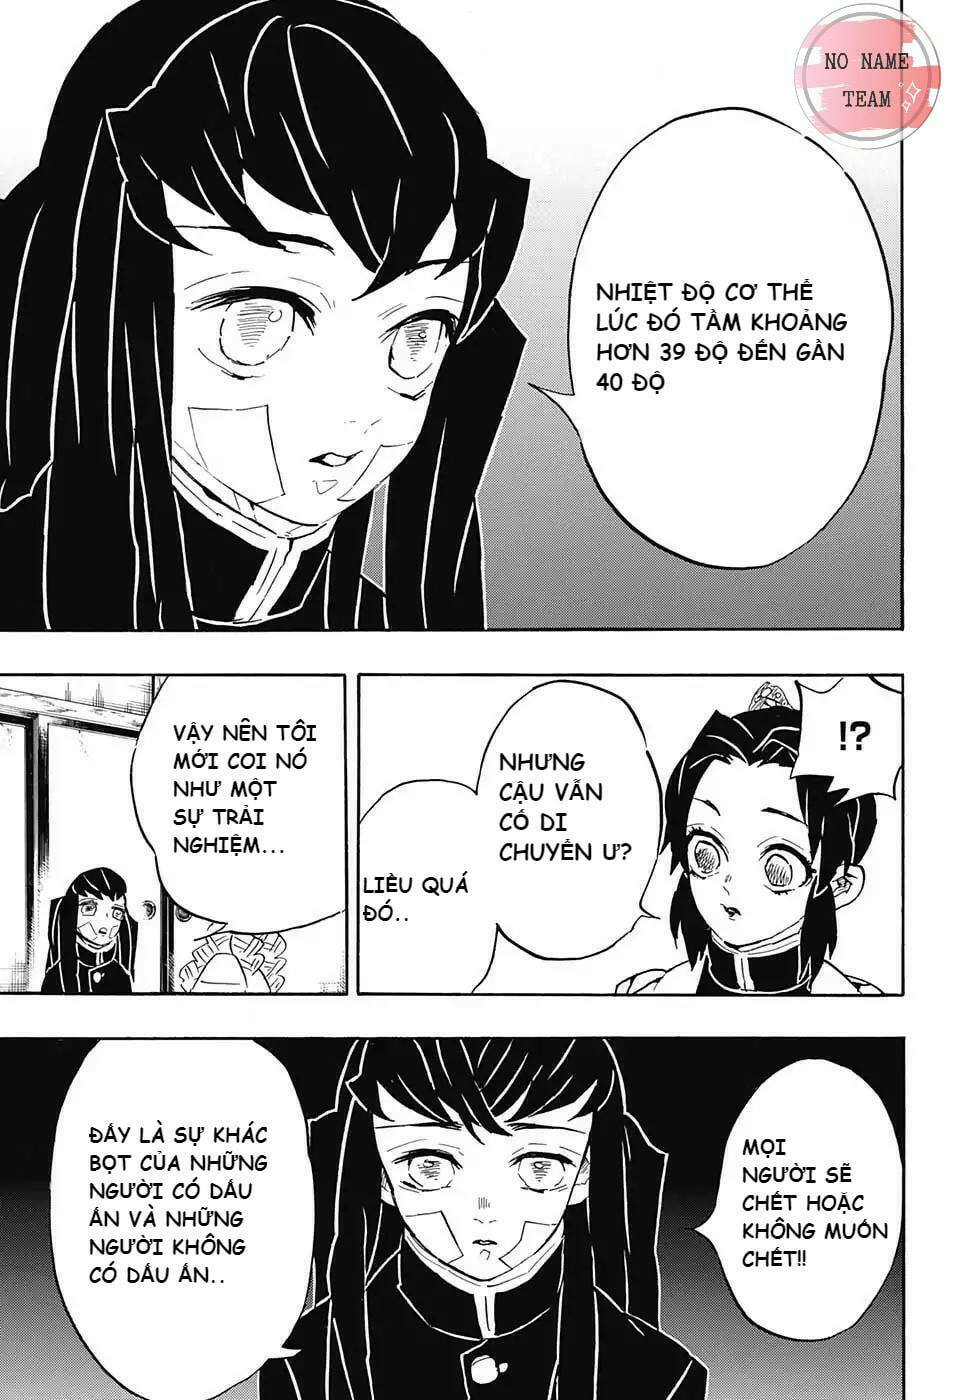 NO NAME
TEAM
NHIỆT ĐỘ CƠ THỂ
LÚC ĐÓ TẦM KHOẢNG
HƠN 39 ĐỘ ĐẾN GẦN
40 ĐỘ
!?
NHƯNG
CẬU VẪN
CỐ DI
CHUYỂN Ư?
LIỀU QUÁ
ĐÓ..
VẬY NÊN TÔI
MỚI COI NÓ
NHƯ MỘT
SỰ TRẢI
NGHIỆM...
MỌI
NGƯỜI SẼ
CHẾT HOẶC
KHÔNG MUỐN
CHẾT!!
ĐẤY LÀ SỰ KHÁC
BỌT CỦA NHỮNG
NGƯỜI CÓ DẤU
ẤN VÀ NHỮNG
NGƯỜI KHÔNG
CÓ DẤU ẤN..